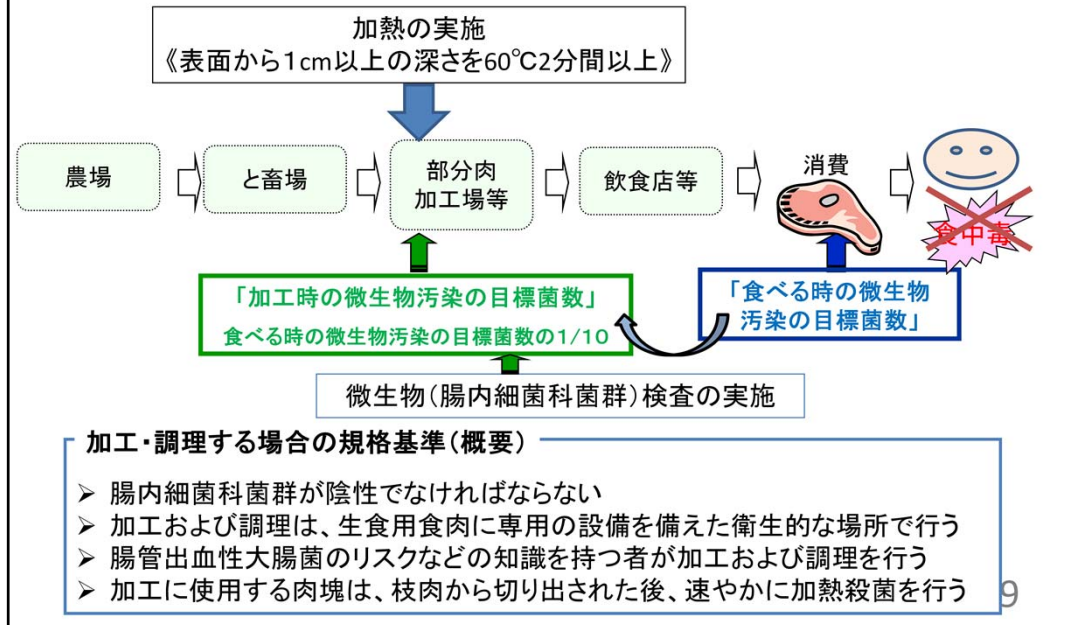 加熱の実施
《表面から1cm以上の深さを60℃2分間以上》
農場
と畜場
部分肉
加工場等
飲食店等
消費
食中毒
「加工時の微生物汚染の目標菌数」
食べる時の微生物汚染の目標菌数の1/10
「食べる時の微生物
汚染の目標菌数」
微生物(腸内細菌科菌群)検査の実施
加工・調理する場合の規格基準(概要)
➢ 腸内細菌科菌群が陰性でなければならない
➢ 加工および調理は、生食用食肉に専用の設備を備えた衛生的な場所で行う
➢ 腸管出血性大腸菌のリスクなどの知識を持つ者が加工および調理を行う
➢ 加工に使用する肉塊は、枝肉から切り出された後、速やかに加熱殺菌を行う
9